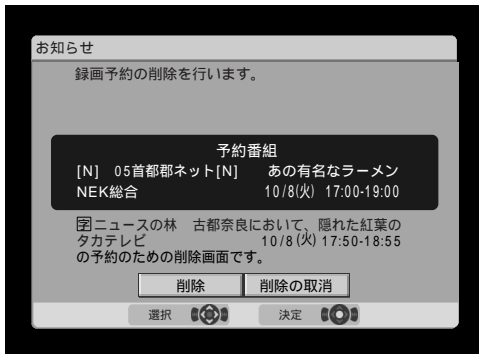 お知らせ
録画予約の削除を行います。
予約番組
[N] 05首都郡ネット[N] あの有名なラーメン
NEK総合 10/8(火) 17:00-19:00
字ニュースの林 古都奈良において、隠れた紅葉の
タカテレビ 10/8(火)17:50-18:55
の予約のための削除画面です。
削除 削除の取消
選択 決定